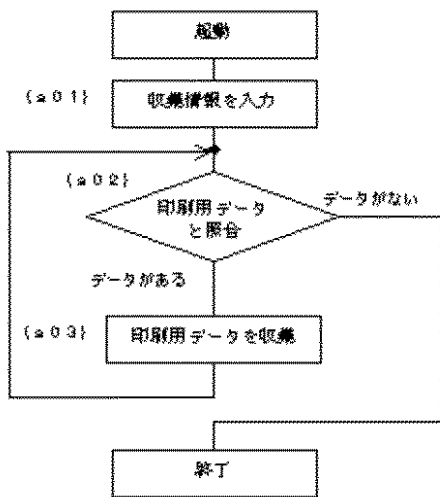 起動
{a01}
収集情報を入力
{a02}
印刷用データ
と照合
データがない
データがある
{a03}
印刷用データを収集
終了